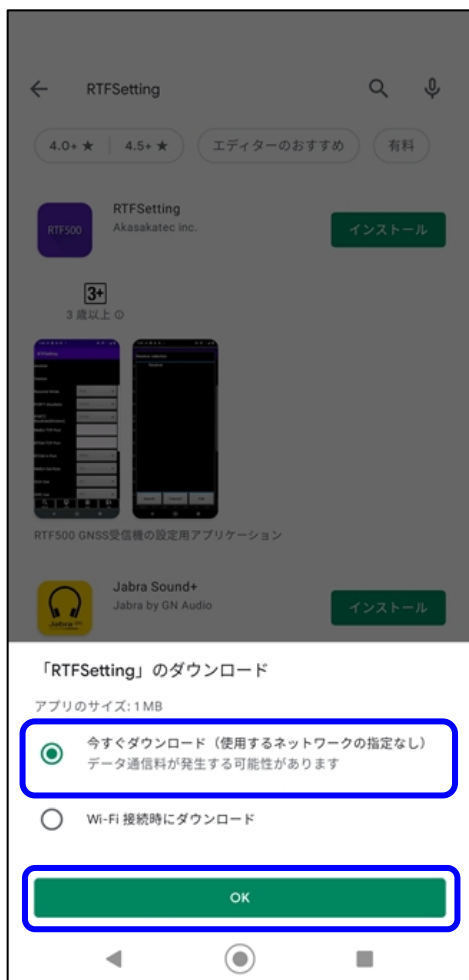 RTFSetting
4.0+ ★ 4.5+ ★ エディターのおすすめ 有料
RTFSetting
Akasakatec inc.
RTF500
インストール
3+
3 歳以上
RTF500 GNSS受信機の設定用アプリケーション
Jabra Sound+
Jabra by GN Audio
Jabra
インストール
「RTFSetting」のダウンロード
アプリのサイズ: 1 MB
今すぐダウンロード（使用するネットワークの指定なし）
データ通信料が発生する可能性があります
Wi-Fi 接続時にダウンロード
OK